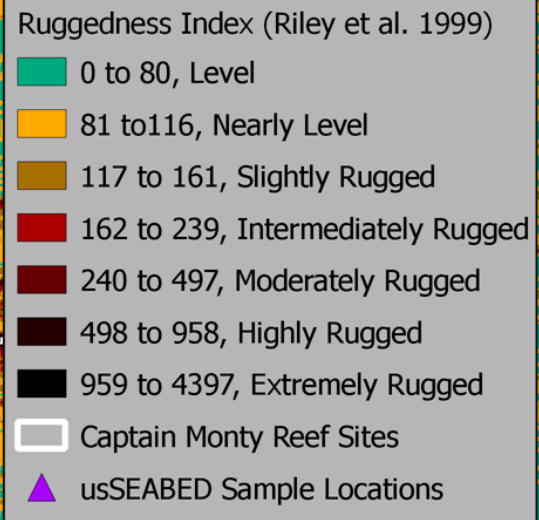 Ruggedness Index (Riley et al. 1999)
0 to 80, Level
81 to116, Nearly Level
117 to 161, Slightly Rugged
162 to 239, Intermediately Rugged
240 to 497, Moderately Rugged
498 to 958, Highly Rugged
959 to 4397, Extremely Rugged
Captain Monty Reef Sites
usSEABED Sample Locations